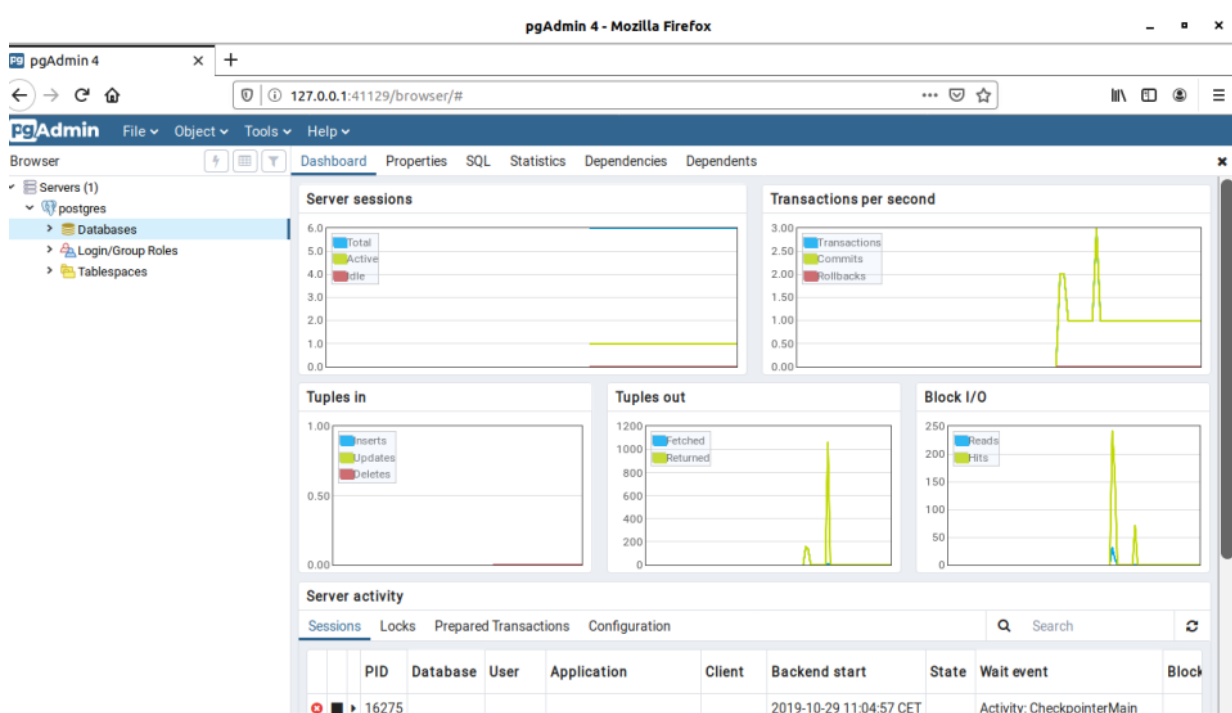 pgAdmin 4 - Mozilla Firefox
pgAdmin 4
127.0.0.1:41129/browser/#
pgAdmin File Object Tools Help
Browser
Dashboard Properties SQL Statistics Dependencies Dependents
Servers (1)
postgres
Databases
Login/Group Roles
Tablespaces
Server sessions
6.0
5.0
4.0
3.0
2.0
1.0
0.0
Total
Active
Idle
Transactions per second
3.00
2.50
2.00
1.50
1.00
0.50
0.00
Transactions
Commits
Rollbacks
Tuples in
1.00
0.50
0.00
Inserts
Updates
Deletes
Tuples out
1200
1000
800
600
400
200
0
Fetched
Returned
Block I/O
250
200
150
100
50
0
Reads
Hits
Server activity
Sessions Locks Prepared Transactions Configuration
Search
PID Database User Application Client Backend start State Wait event Block
16275 2019-10-29 11:04:57 CET Activity: CheckpointerMain